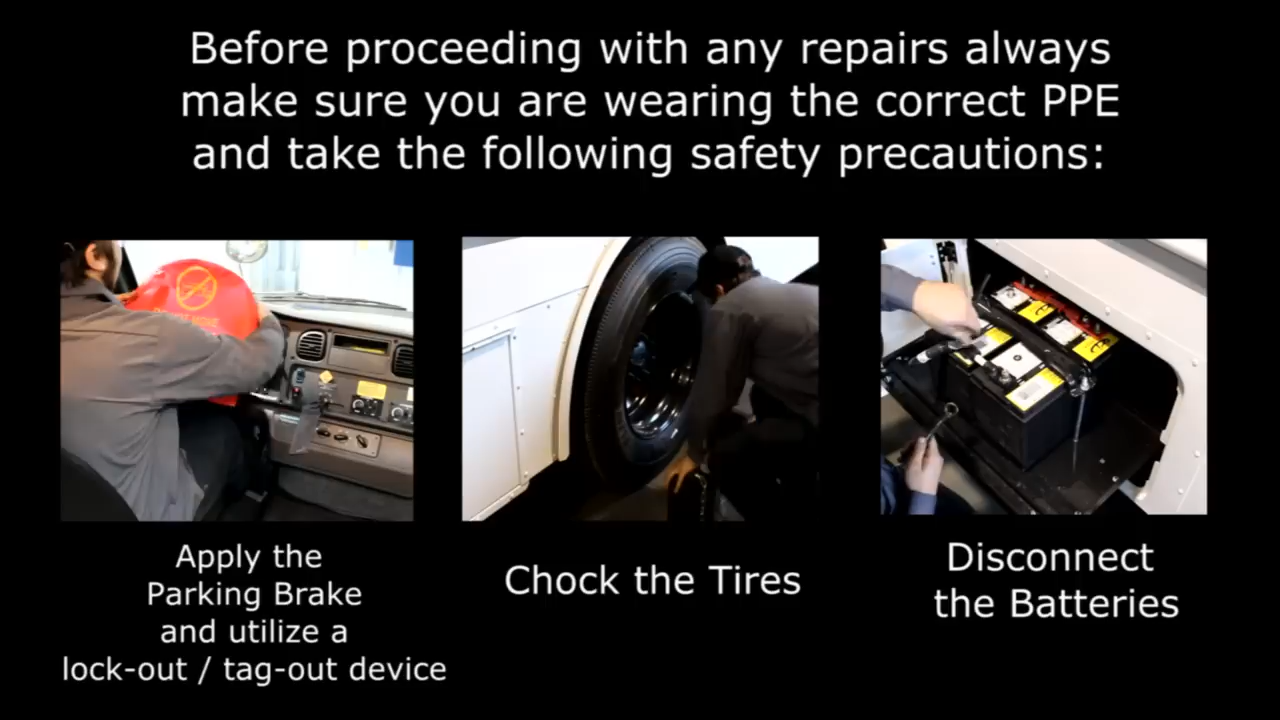 Before proceeding with any repairs always
make sure you are wearing the correct PPE
and take the following safety precautions:
Apply the
Parking Brake
and utilize a
lock-out / tag-out device
Chock the Tires
Disconnect
the Batteries